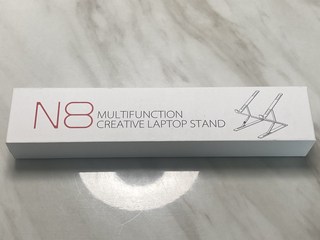 N8 MULTIFUNCTION
CREATIVE LAPTOP STAND